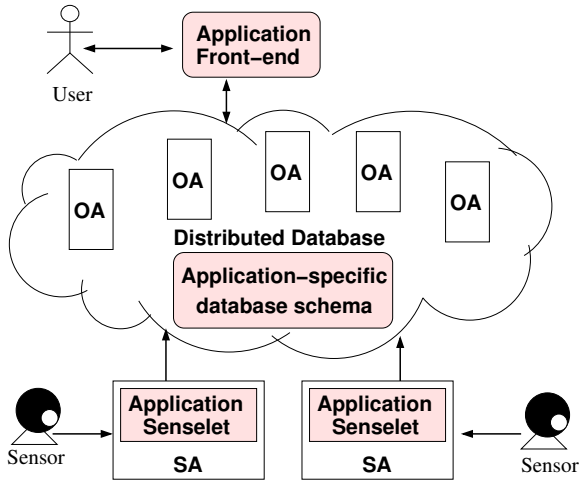 Application
Front-end
User
OA
OA
OA
OA
OA
Distributed Database
Application-specific
database schema
Application
Senselet
SA
Application
Senselet
SA
Sensor
Sensor